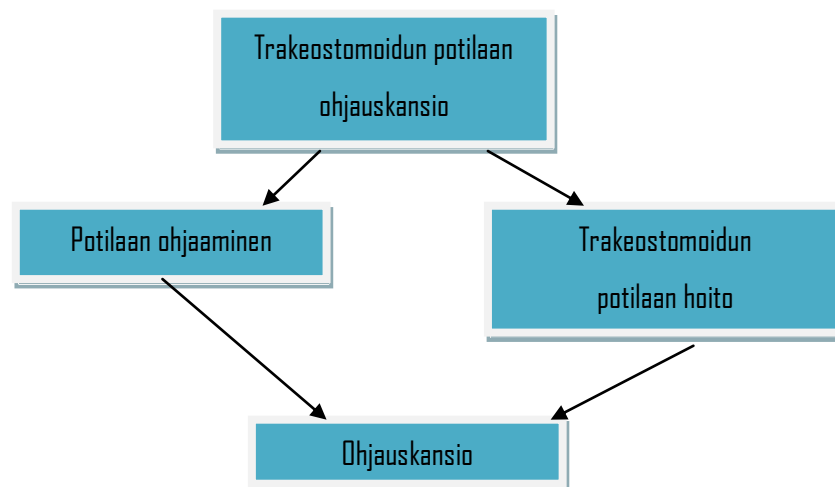 Trakeostomoidun potilaan
ohjauskansio
Potilaan ohjaaminen
Trakeostomoidun
potilaan hoito
Ohjauskansio